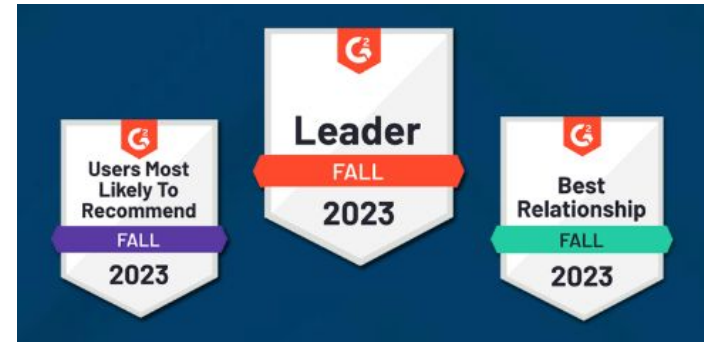 G2
Users Most
Likely To
Recommend
FALL
2023
G2
Leader
FALL
2023
G2
Best
Relationship
FALL
2023